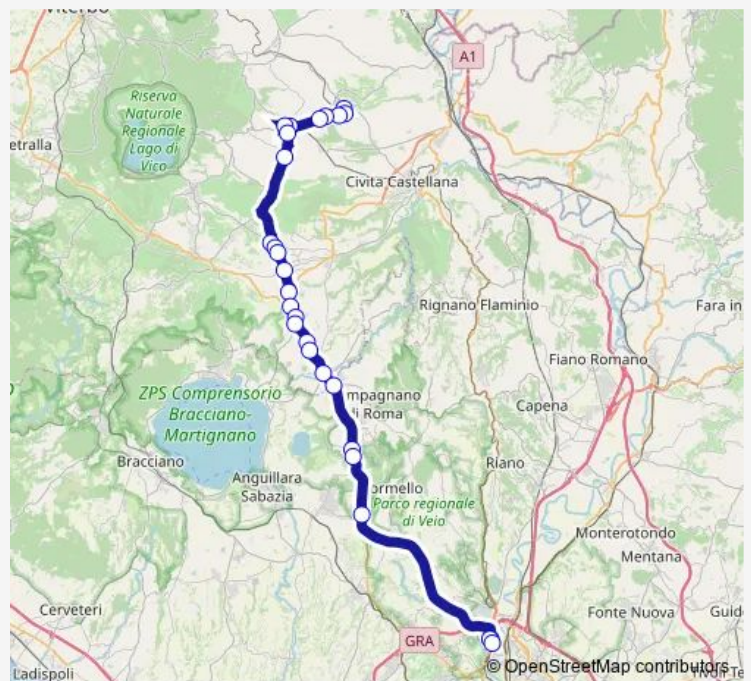 Viterbo
A1
Riserva
Naturale
Regionale
Lago di
Vico
etralla
Civita Castellana
Rignano Flaminio
Fara in
Fiano Romano
ZPS Comprensorio
Bracciano-
Martignano
mpagnano
di Roma
Capena
Bracciano
Riano
Anguillara
Sabazia
ormello
Parco regionale
di Veio
Monterotondo
Mentana
Cerveteri
Fonte Nuova
Guid
GRA
Ladispoli
© OpenStreetMap contributors